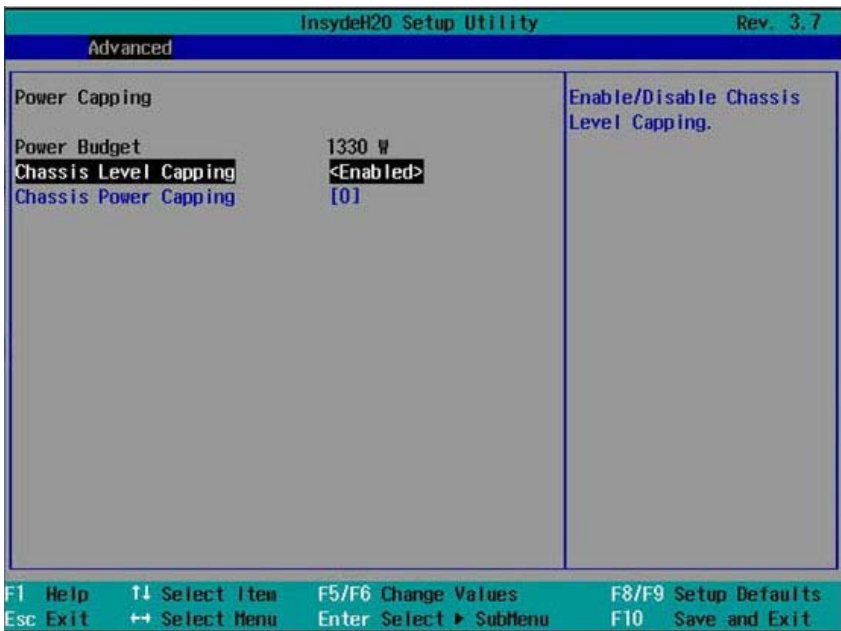 InsydeH20 Setup Utility Rev. 3.7
Advanced
Power Capping
Power Budget 1330 W
Chassis Level Capping <Enabled>
Chassis Power Capping [0]
Enable/Disable Chassis
Level Capping.
F1 Help ↑↓ Select Item F5/F6 Change Values F8/F9 Setup Defaults
Esc Exit ↔ Select Menu Enter Select ▶ SubMenu F10 Save and Exit